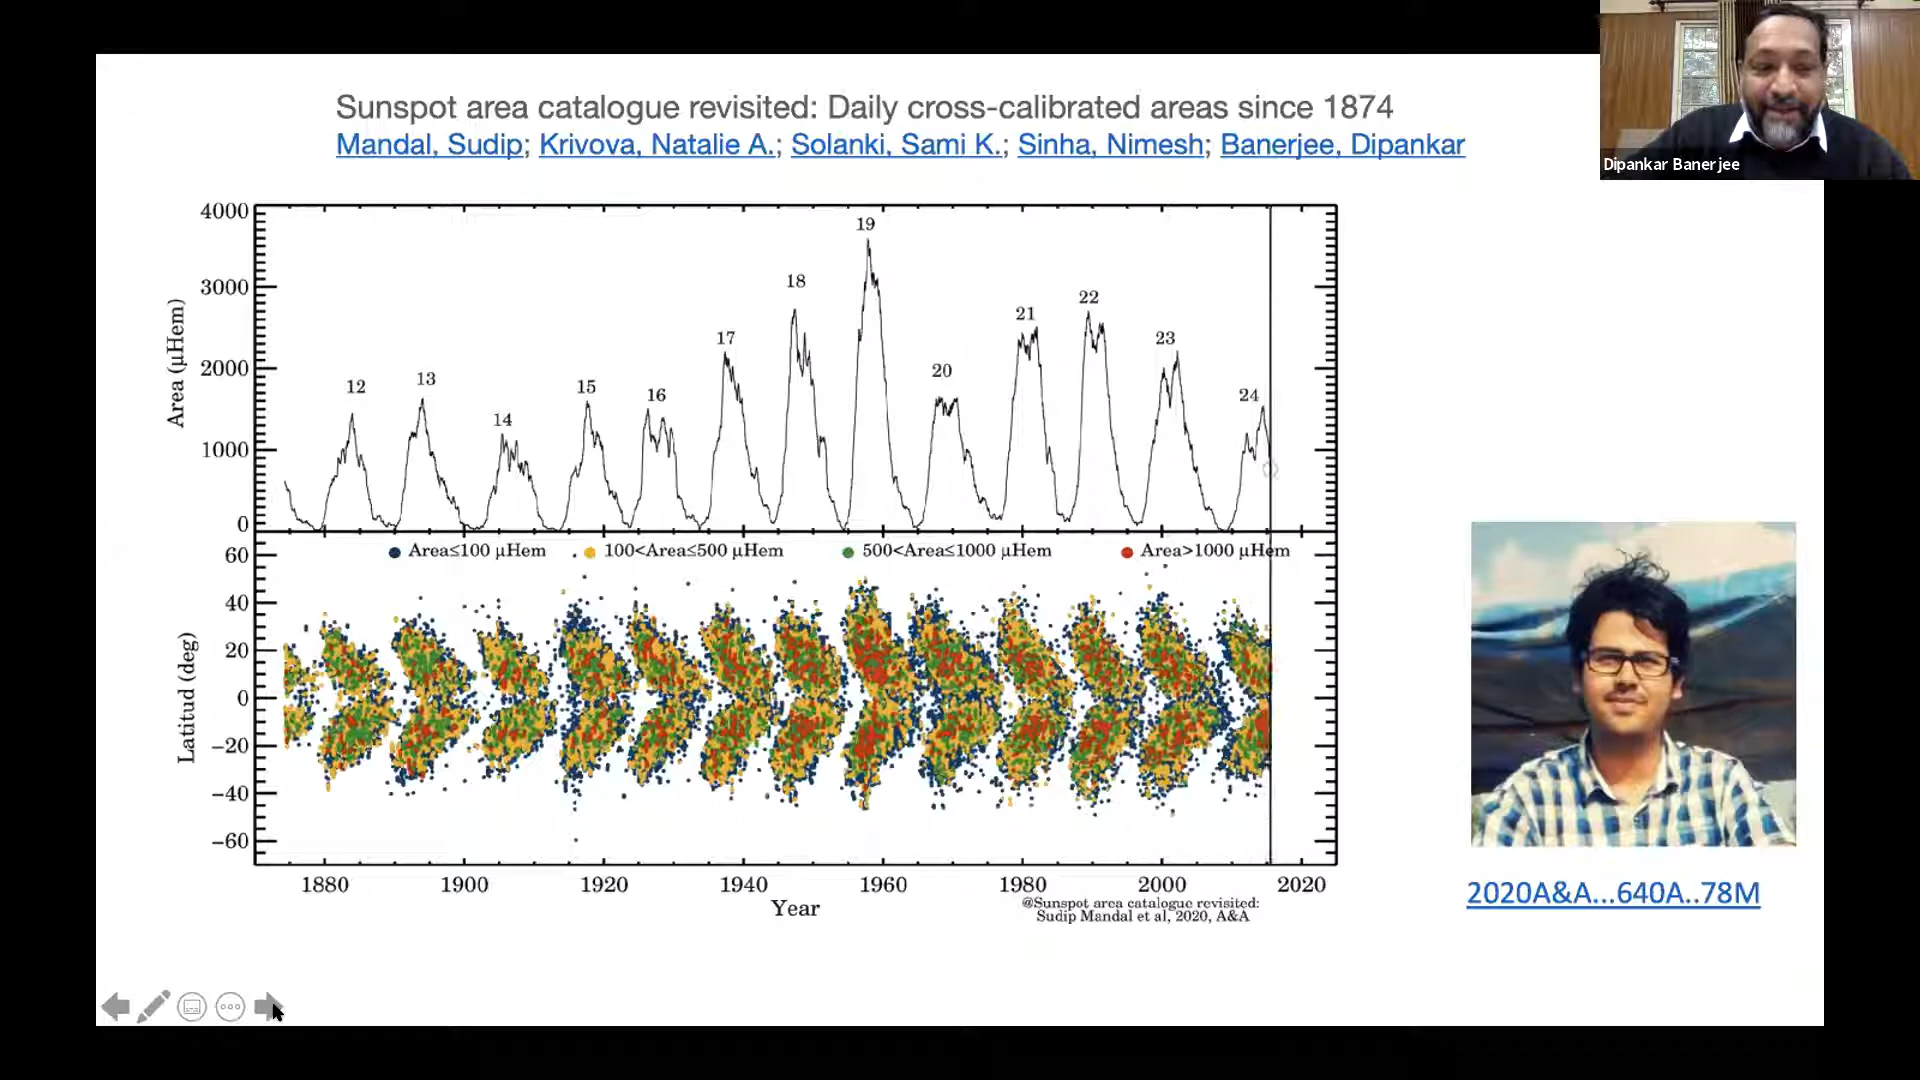 Sunspot area catalogue revisited: Daily cross-calibrated areas since 1874
Mandal, Sudip; Krivova, Natalie A.; Solanki, Sami K.; Sinha, Nimesh; Banerjee, Dipankar
Dipankar Banerjee
4000
3000
2000
1000
0
Area (μHem)
12
13
14
15
16
17
18
19
20
21
22
23
24
Area≤100 μHem
100<Area≤500 μHem
500<Area≤1000 μHem
Area>1000 μHem
60
40
20
0
−20
−40
−60
Latitud (deg)
1880
1900
1920
1940
1960
1980
2000
2020
Year
@Sunspot area catalogue revisited:
Sudip Mandal et al, 2020, A&A
2020A&A...640A..78M